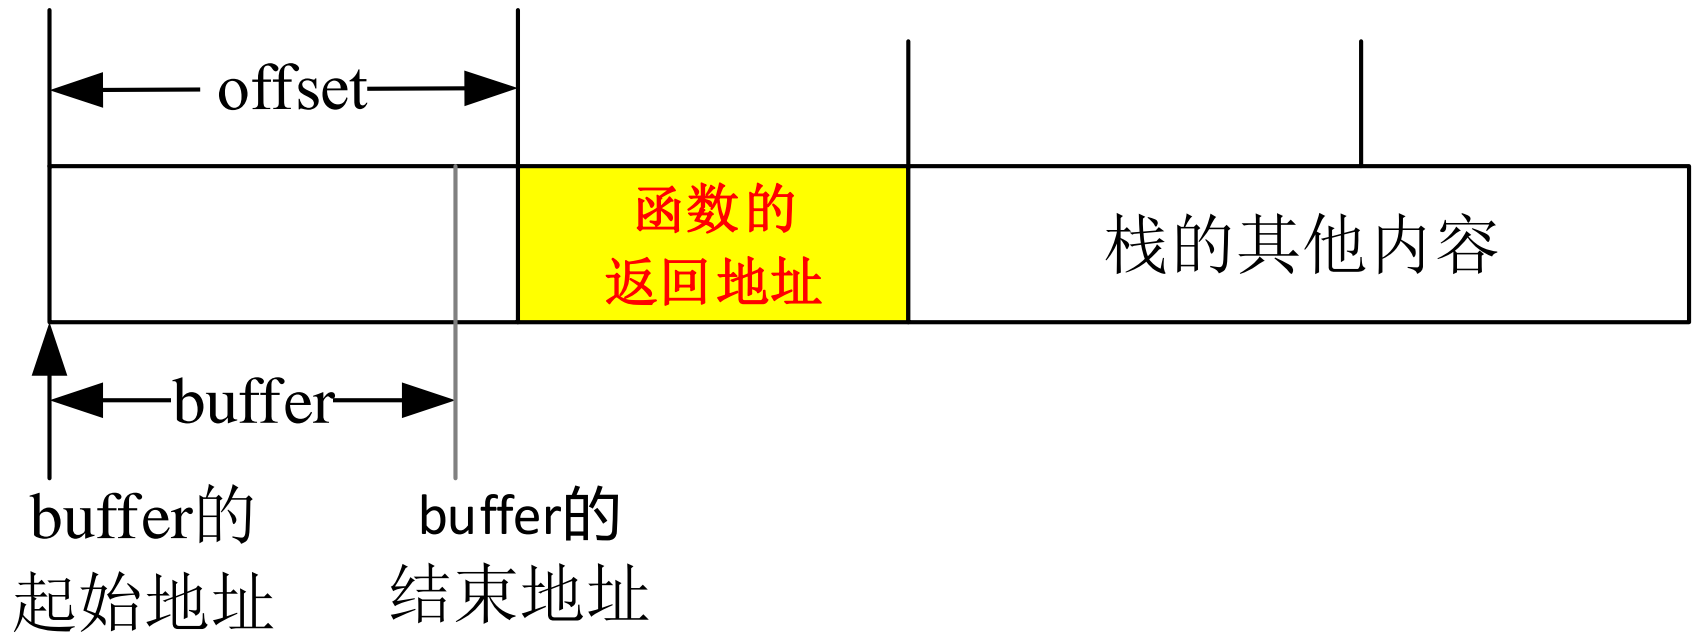 offset
函数的
返回地址
栈的其他内容
buffer
buffer的
起始地址
buffer的
结束地址